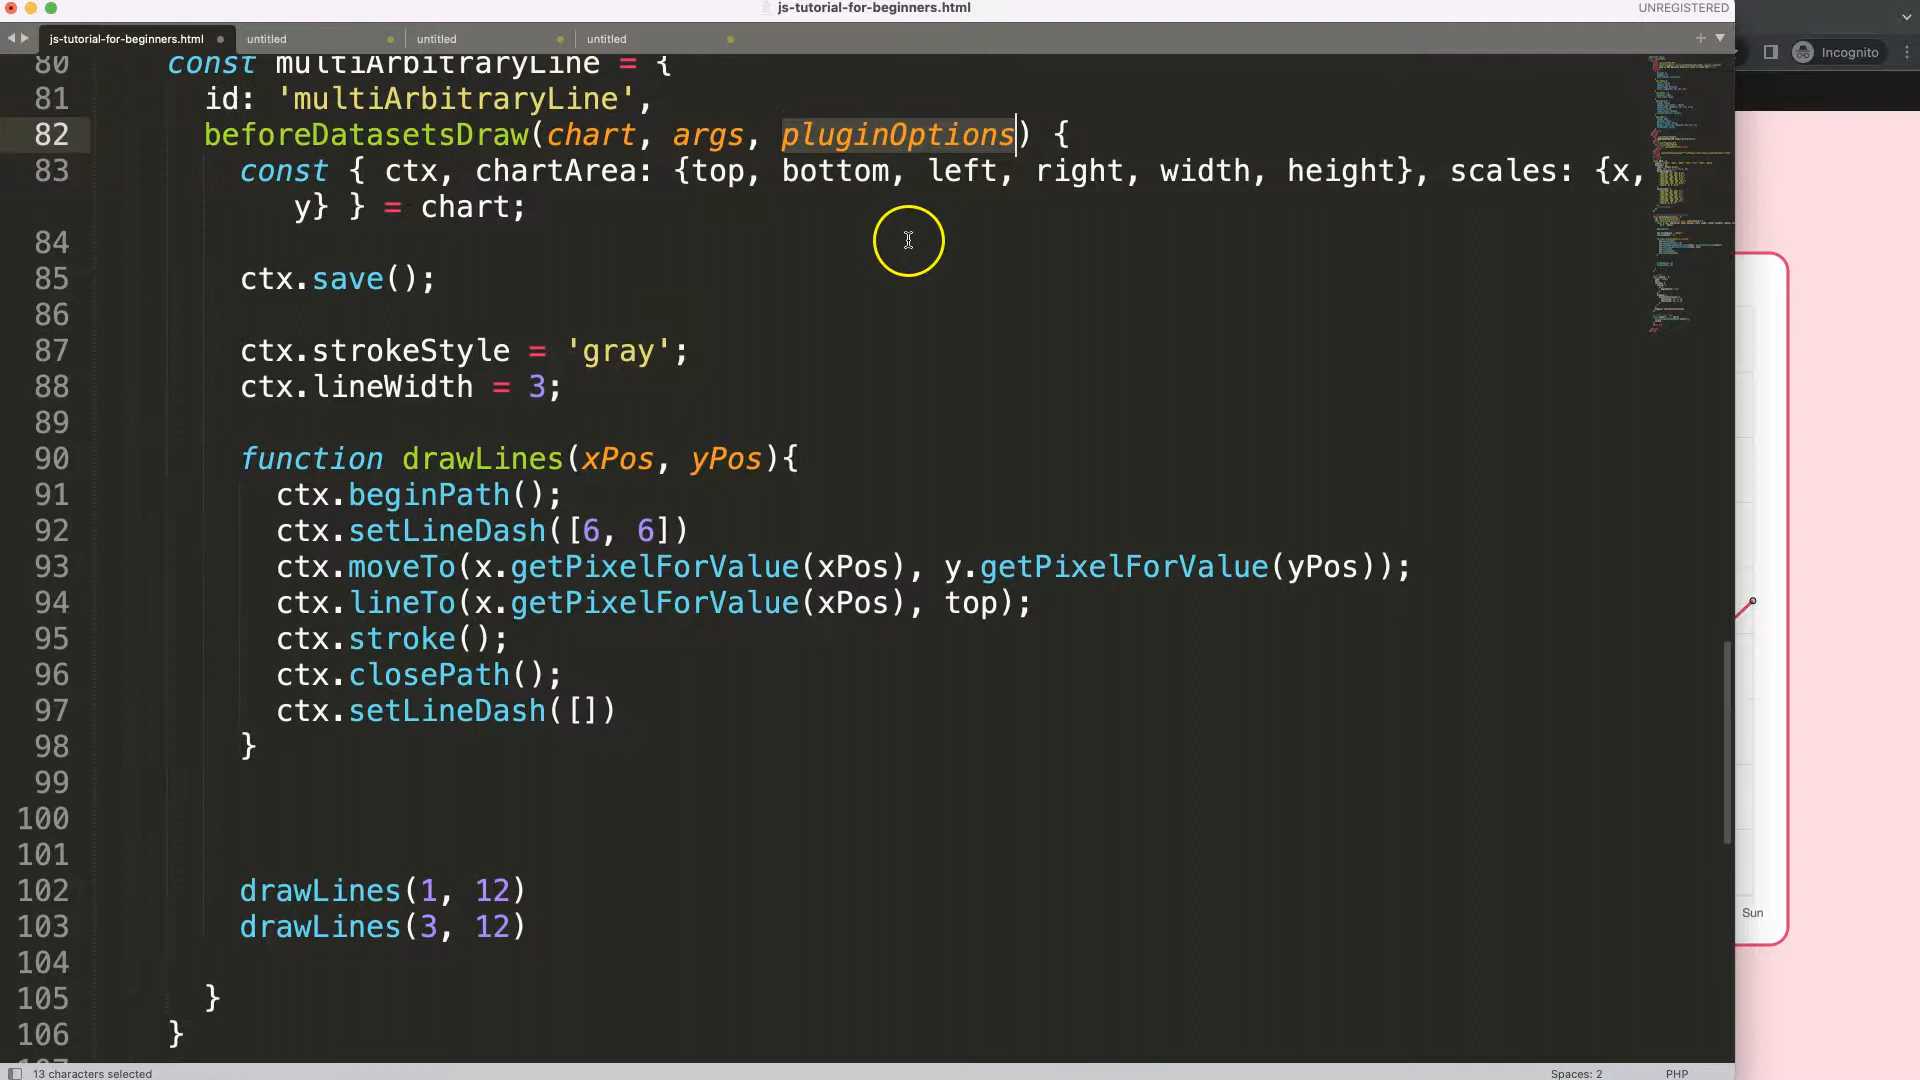 js-tutorial-for-beginners.html
UNREGISTERED
js-tutorial-for-beginners.html
untitled
untitled
untitled
Incognito
80 const multiArbitraryLine = {
81 id: 'multiArbitraryLine',
82 beforeDatasetsDraw(chart, args, pluginOptions) {
83 const { ctx, chartArea: {top, bottom, left, right, width, height}, scales: {x,
y} } = chart;
84
85 ctx.save();
86
87 ctx.strokeStyle = 'gray';
88 ctx.lineWidth = 3;
89
90 function drawLines(xPos, yPos){
91 ctx.beginPath();
92 ctx.setLineDash([6, 6])
93 ctx.moveTo(x.getPixelForValue(xPos), y.getPixelForValue(yPos));
94 ctx.lineTo(x.getPixelForValue(xPos), top);
95 ctx.stroke();
96 ctx.closePath();
97 ctx.setLineDash([])
98 }
99
100
101
102 drawLines(1, 12)
103 drawLines(3, 12)
104
105 }
106 }
Sun
13 characters selected
Spaces: 2
PHP